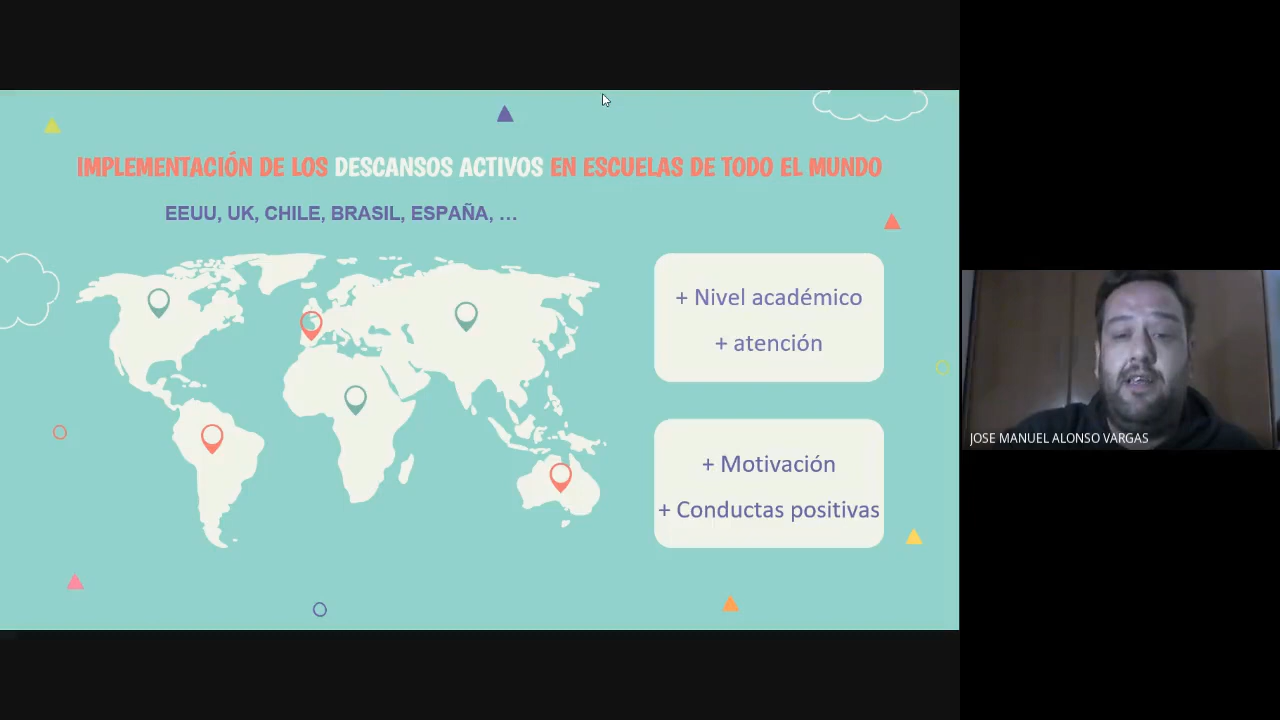 IMPLEMENTACIÓN DE LOS DESCANSOS ACTIVOS EN ESCUELAS DE TODO EL MUNDO
EEUU, UK, CHILE, BRASIL, ESPAÑA, ...
+ Nivel académico
+ atención
+ Motivación
+ Conductas positivas
JOSE MANUEL ALONSO VARGAS